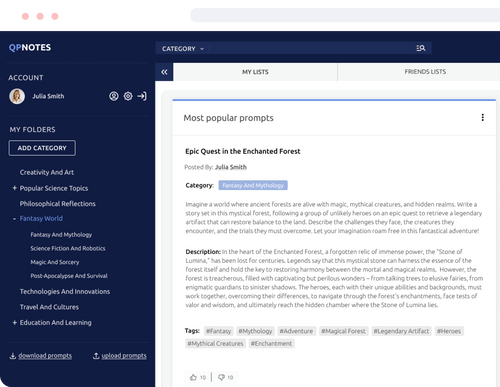 QPNOTES
CATEGORY
ACCOUNT
Julia Smith
MY FOLDERS
ADD CATEGORY
Creativity And Art
+ Popular Science Topics
Philosophical Reflections
- Fantasy World
Fantasy And Mythology
Science Fiction And Robotics
Magic And Sorcery
Post-Apocalypse And Survival
Technologies And Innovations
Travel And Cultures
+ Education And Learning
download prompts
upload prompts
MY LISTS
FRIENDS LISTS
Most popular prompts
Epic Quest in the Enchanted Forest
Posted By: Julia Smith
Category: Fantasy And Mythology
Imagine a world where ancient forests are alive with magic, mythical creatures, and hidden realms. Write a
story set in this mystical forest, following a group of unlikely heroes on an epic quest to retrieve a legendary
artifact that can restore balance to the land. Describe the challenges they face, the creatures they
encounter, and the trials they must overcome. Let your imagination roam free in this fantastical adventure!
Description: In the heart of the Enchanted Forest, a forgotten relic of immense power, the "Stone of
Lumina," has been lost for centuries. Legends say that this mystical stone can harness the essence of the
forest itself and hold the key to restoring harmony between the mortal and magical realms. However, the
forest is treacherous, filled with captivating but perilous wonders – from talking trees to elusive fairies, from
enigmatic guardians to sinister shadows. The heroes, each with their unique abilities and backgrounds, must
work together, overcoming their differences, to navigate through the forest's enchantments, face tests of
valor and wisdom, and ultimately reach the hidden chamber where the Stone of Lumina lies.
Tags: #Fantasy #Mythology #Adventure #Magical Forest #Legendary Artifact #Heroes
#Mythical Creatures #Enchantment
10 10